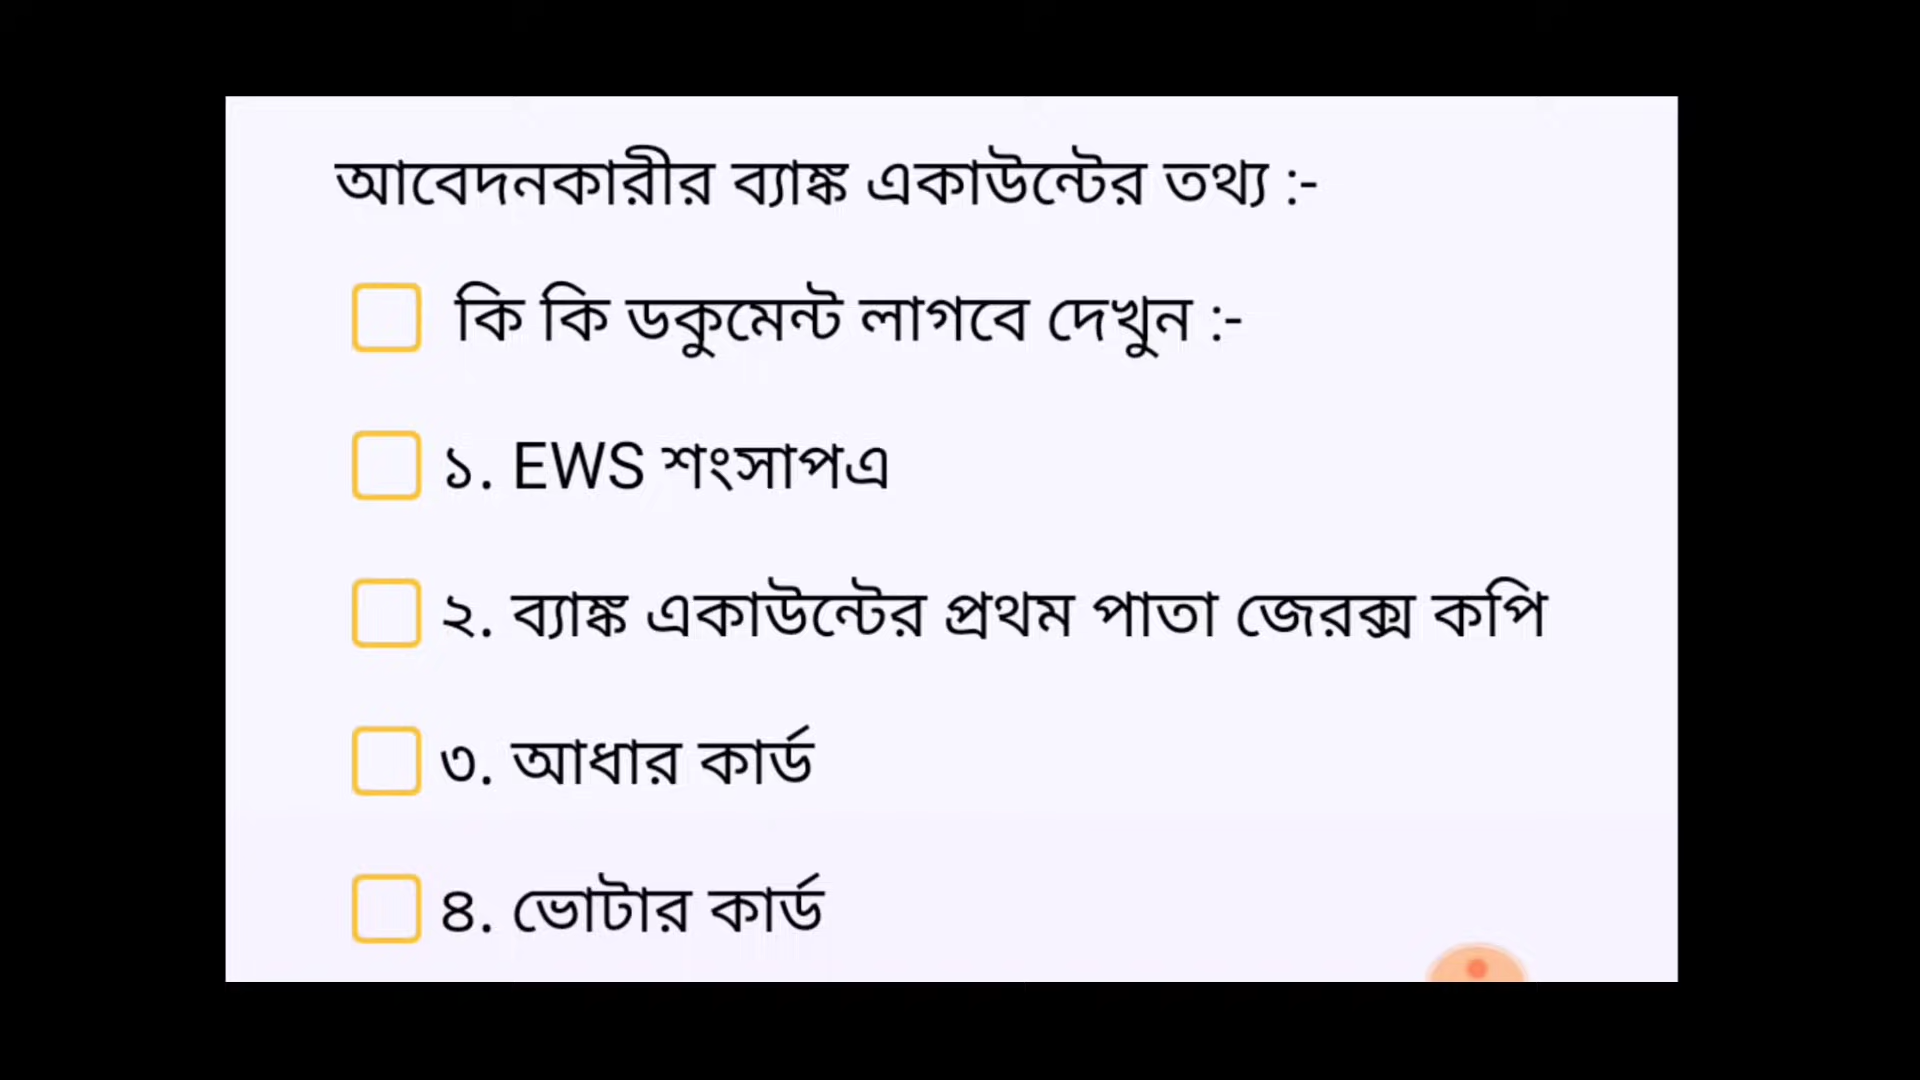 আবেদনকারীর ব্যাঙ্ক একাউন্টের তথ্য :-
কি কি ডকুমেন্ট লাগবে দেখুন :-
১. EWS শংসাপএ
২. ব্যাঙ্ক একাউন্টের প্রথম পাতা জেরক্স কপি
৩. আধার কার্ড
৪. ভোটার কার্ড